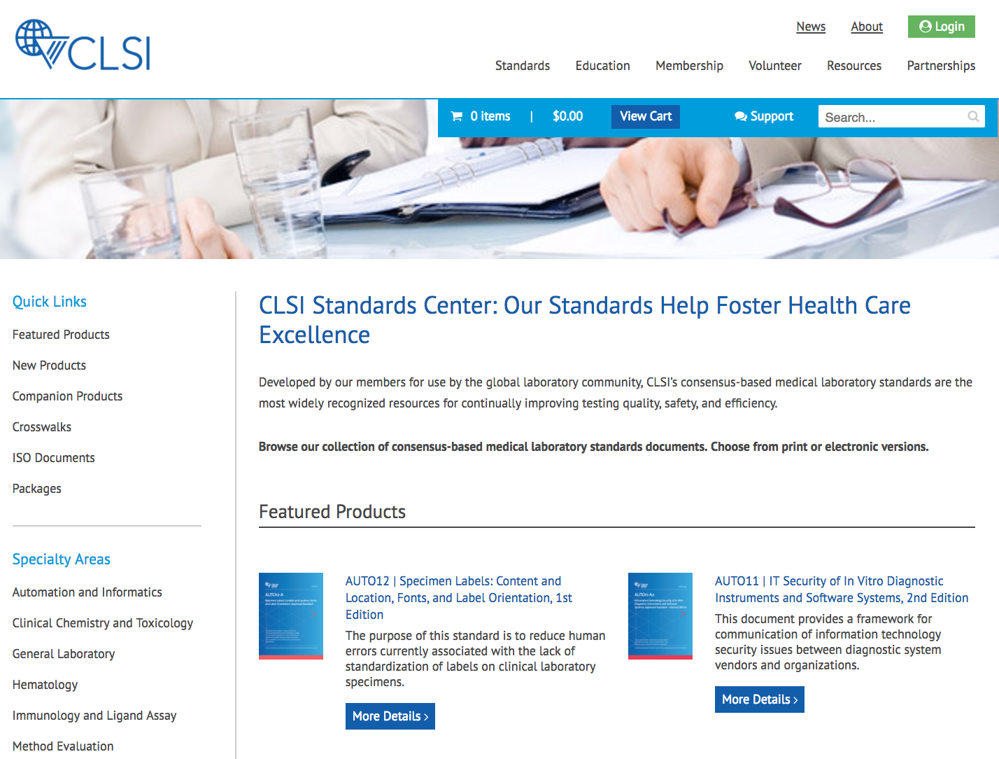 CLSI
News About Login
Standards Education Membership Volunteer Resources Partnerships
0 items | $0.00 View Cart Support Search...
Quick Links
Featured Products
New Products
Companion Products
Crosswalks
ISO Documents
Packages
Specialty Areas
Automation and Informatics
Clinical Chemistry and Toxicology
General Laboratory
Hematology
Immunology and Ligand Assay
Method Evaluation
CLSI Standards Center: Our Standards Help Foster Health Care
Excellence
Developed by our members for use by the global laboratory community, CLSI’s consensus-based medical laboratory standards are the
most widely recognized resources for continually improving testing quality, safety, and efficiency.
Browse our collection of consensus-based medical laboratory standards documents. Choose from print or electronic versions.
Featured Products
AUTO12-A
AUTO12 | Specimen Labels: Content and
Location, Fonts, and Label Orientation, 1st
Edition
The purpose of this standard is to reduce human
errors currently associated with the lack of
standardization of labels on clinical laboratory
specimens.
More Details ›
AUTO11-A2
AUTO11 | IT Security of In Vitro Diagnostic
Instruments and Software Systems, 2nd Edition
This document provides a framework for
communication of information technology
security issues between diagnostic system
vendors and organizations.
More Details ›